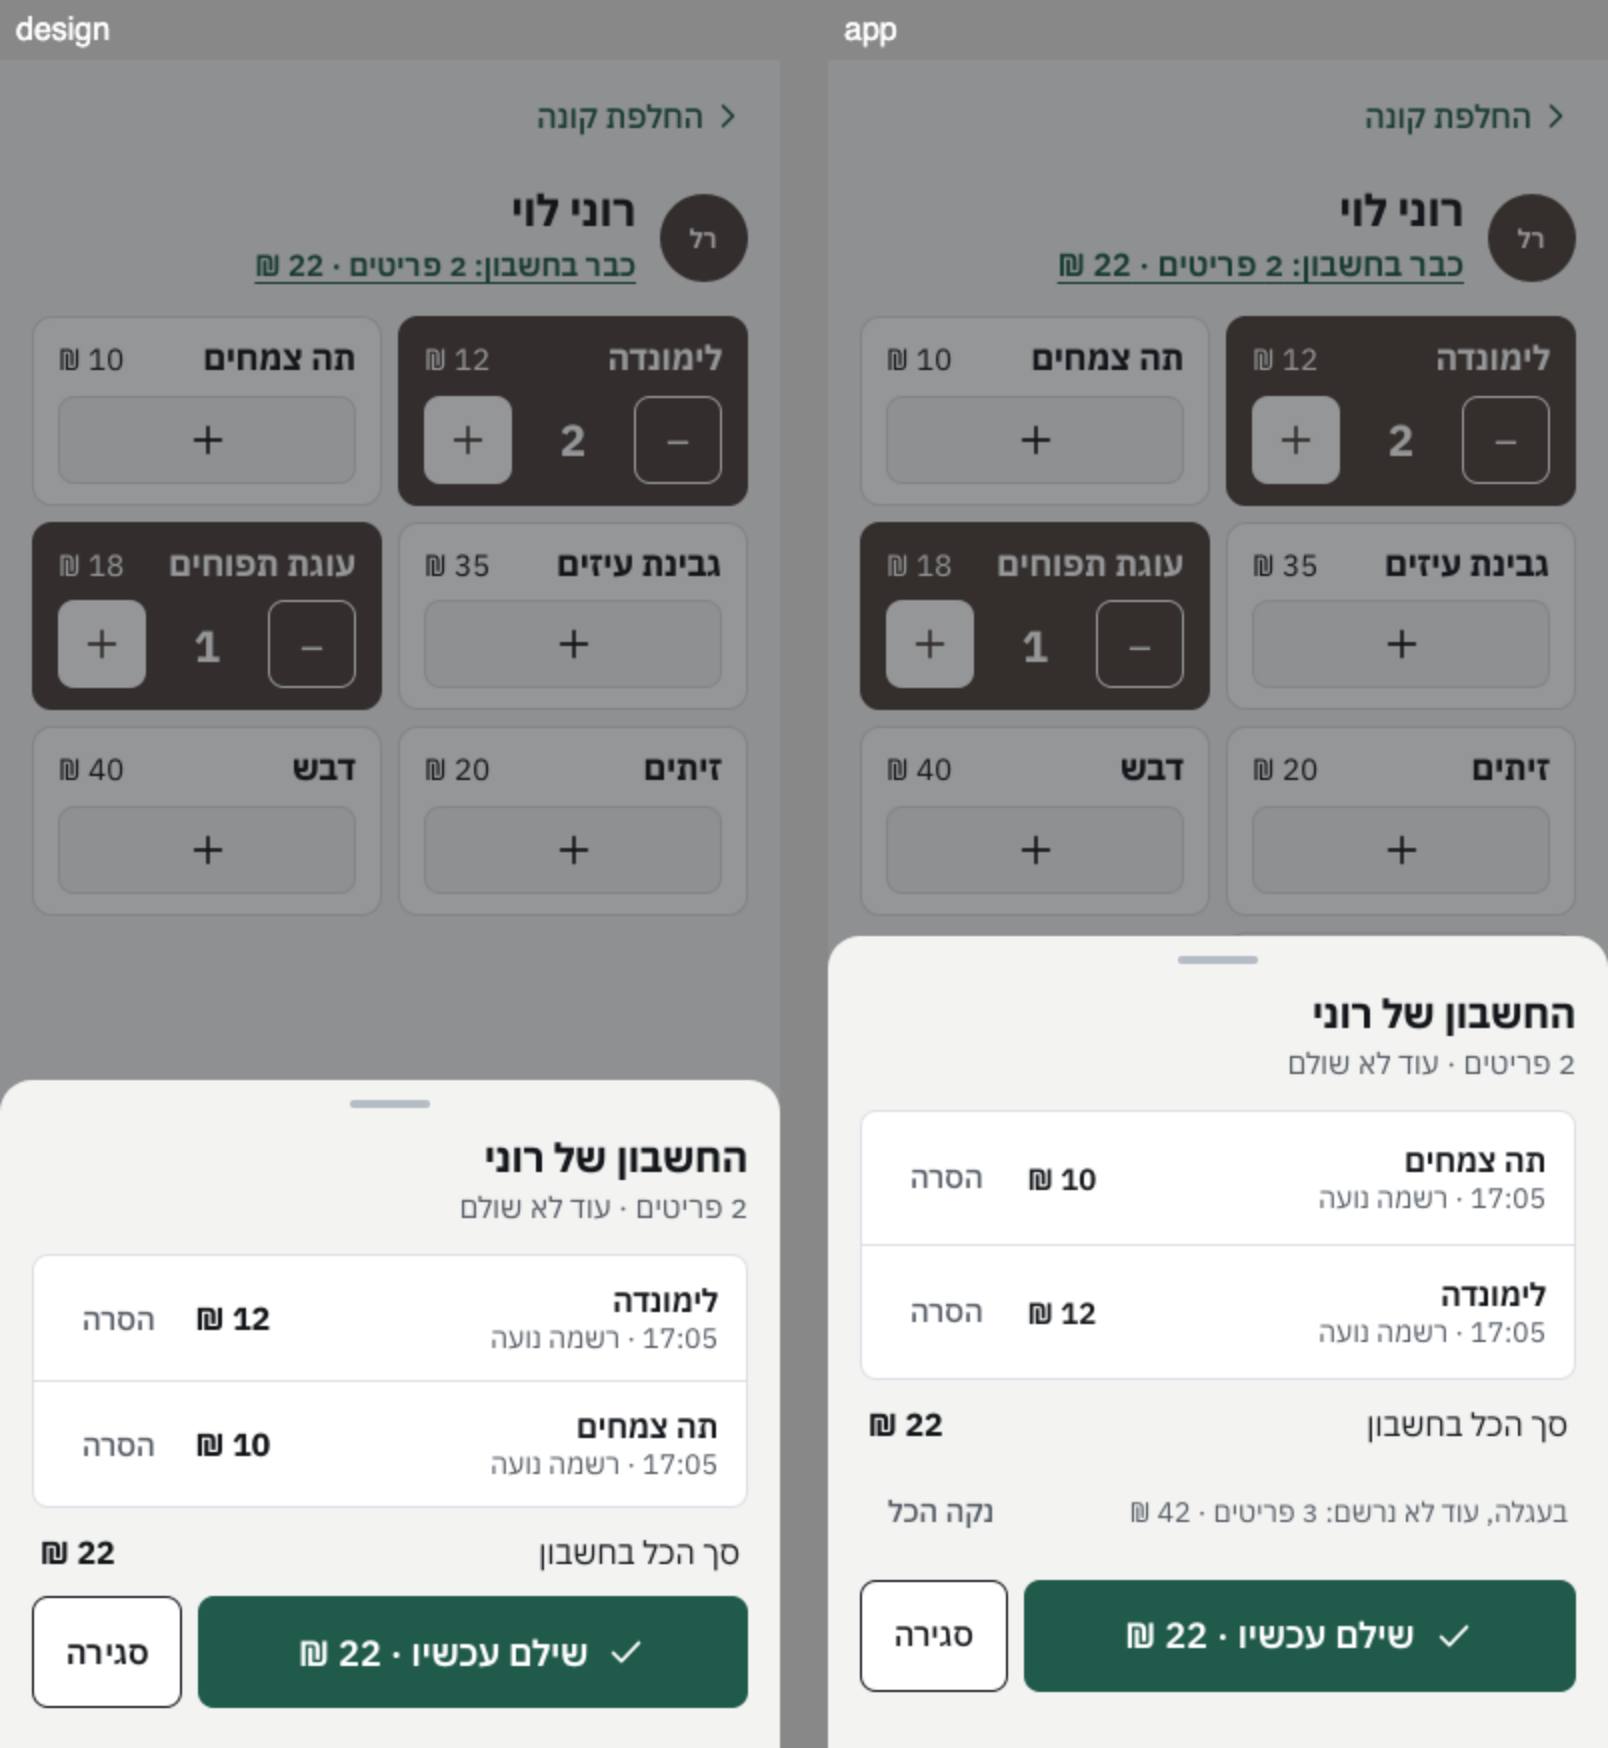 design
החלפת קונה
רוני לוי
רל
כבר בחשבון: 2 פריטים · 22 ₪
לימונדה 12 ₪
− 2 +
תה צמחים 10 ₪
+
גבינת עיזים 35 ₪
+
עוגת תפוחים 18 ₪
− 1 +
זיתים 20 ₪
+
דבש 40 ₪
+
החשבון של רוני
2 פריטים · עוד לא שולם
לימונדה 12 ₪ הסרה
17:05 · רשמה נועה
תה צמחים 10 ₪ הסרה
17:05 · רשמה נועה
סך הכל בחשבון 22 ₪
שילם עכשיו · 22 ₪
סגירה
app
החלפת קונה
רוני לוי
רל
כבר בחשבון: 2 פריטים · 22 ₪
לימונדה 12 ₪
− 2 +
תה צמחים 10 ₪
+
גבינת עיזים 35 ₪
+
עוגת תפוחים 18 ₪
− 1 +
זיתים 20 ₪
+
דבש 40 ₪
+
החשבון של רוני
2 פריטים · עוד לא שולם
תה צמחים 10 ₪ הסרה
17:05 · רשמה נועה
לימונדה 12 ₪ הסרה
17:05 · רשמה נועה
סך הכל בחשבון 22 ₪
בעגלה, עוד לא נרשם: 3 פריטים · 42 ₪ נקה הכל
שילם עכשיו · 22 ₪
סגירה